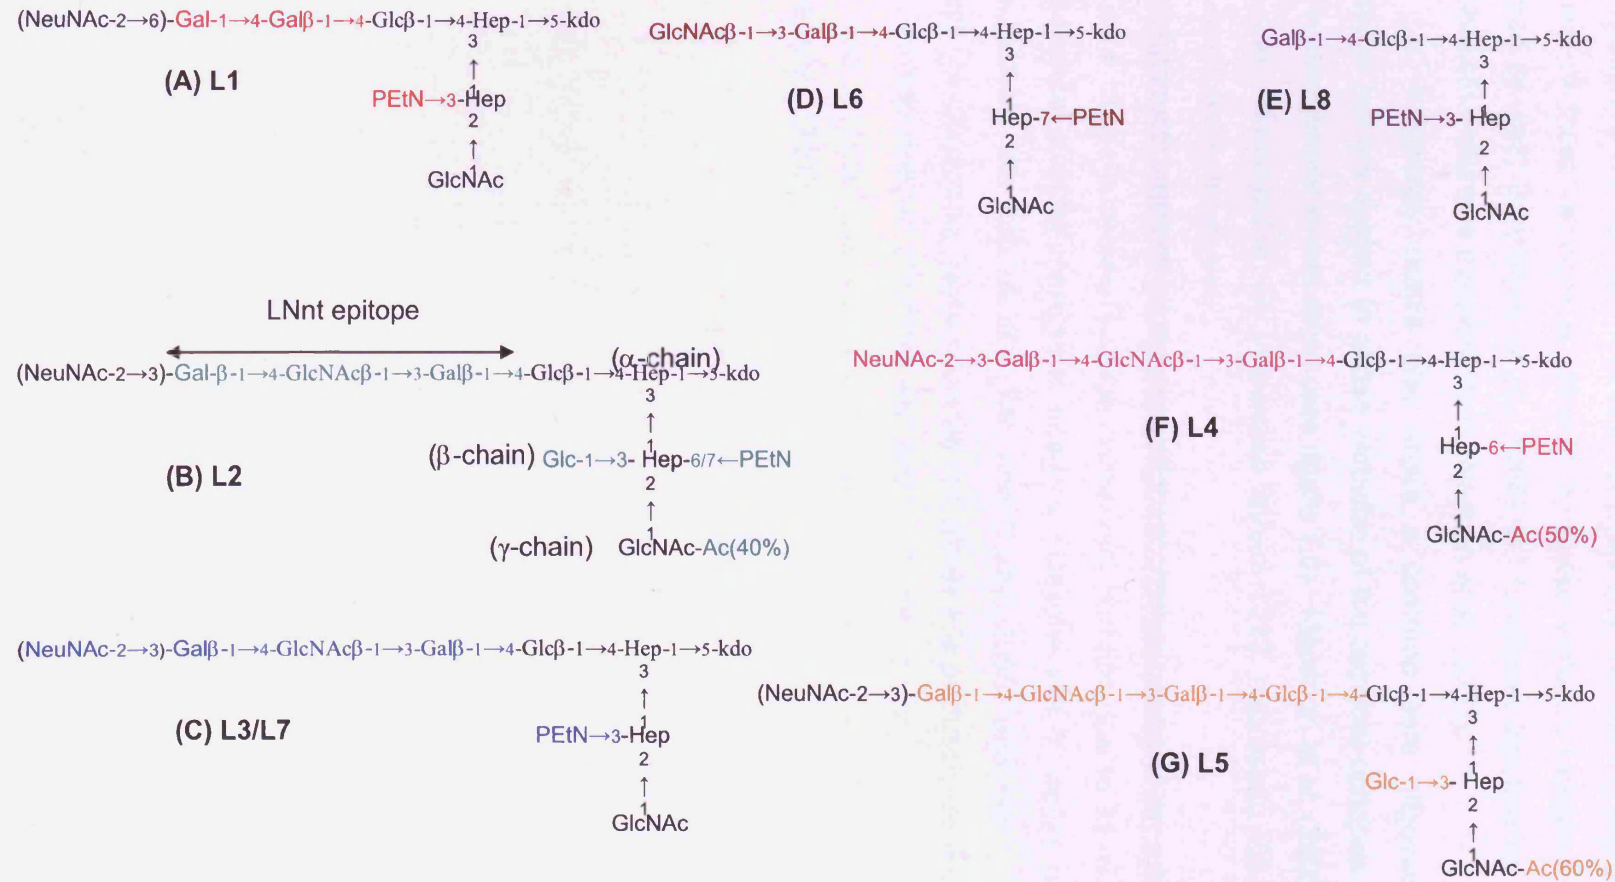 (NeuNAc-2→6)-Gal-1→4-Galβ-1→4-Glcβ-1→4-Hep-1→5-kdo
3
↑
1
(A) L1
PEtN→3-Hep
2
↑
1
GlcNAc
LNnt epitope
(α-chain)
(NeuNAc-2→3)-Gal-β-1→4-GlcNAcβ-1→3-Galβ-1→4-Glcβ-1→4-Hep-1→5-kdo
3
↑
1
(β-chain) Glc-1→3- Hep-6/7←PEtN
(B) L2
2
↑
1
(γ-chain) GlcNAc-Ac(40%)
(NeuNAc-2→3)-Galβ-1→4-GlcNAcβ-1→3-Galβ-1→4-Glcβ-1→4-Hep-1→5-kdo
3
↑
1
(C) L3/L7
PEtN→3-Hep
2
↑
1
GlcNAc
GlcNAcβ-1→3-Galβ-1→4-Glcβ-1→4-Hep-1→5-kdo
3
↑
1
(D) L6
Hep-7←PEtN
2
↑
1
GlcNAc
Galβ-1→4-Glcβ-1→4-Hep-1→5-kdo
3
↑
1
(E) L8
PEtN→3- Hep
2
↑
1
GlcNAc
NeuNAc-2→3-Galβ-1→4-GlcNAcβ-1→3-Galβ-1→4-Glcβ-1→4-Hep-1→5-kdo
3
↑
1
(F) L4
Hep-6←PEtN
2
↑
1
GlcNAc-Ac(50%)
(NeuNAc-2→3)-Galβ-1→4-GlcNAcβ-1→3-Galβ-1→4-Glcβ-1→4-Glcβ-1→4-Hep-1→5-kdo
3
↑
1
(G) L5
Glc-1→3- Hep
2
↑
1
GlcNAc-Ac(60%)